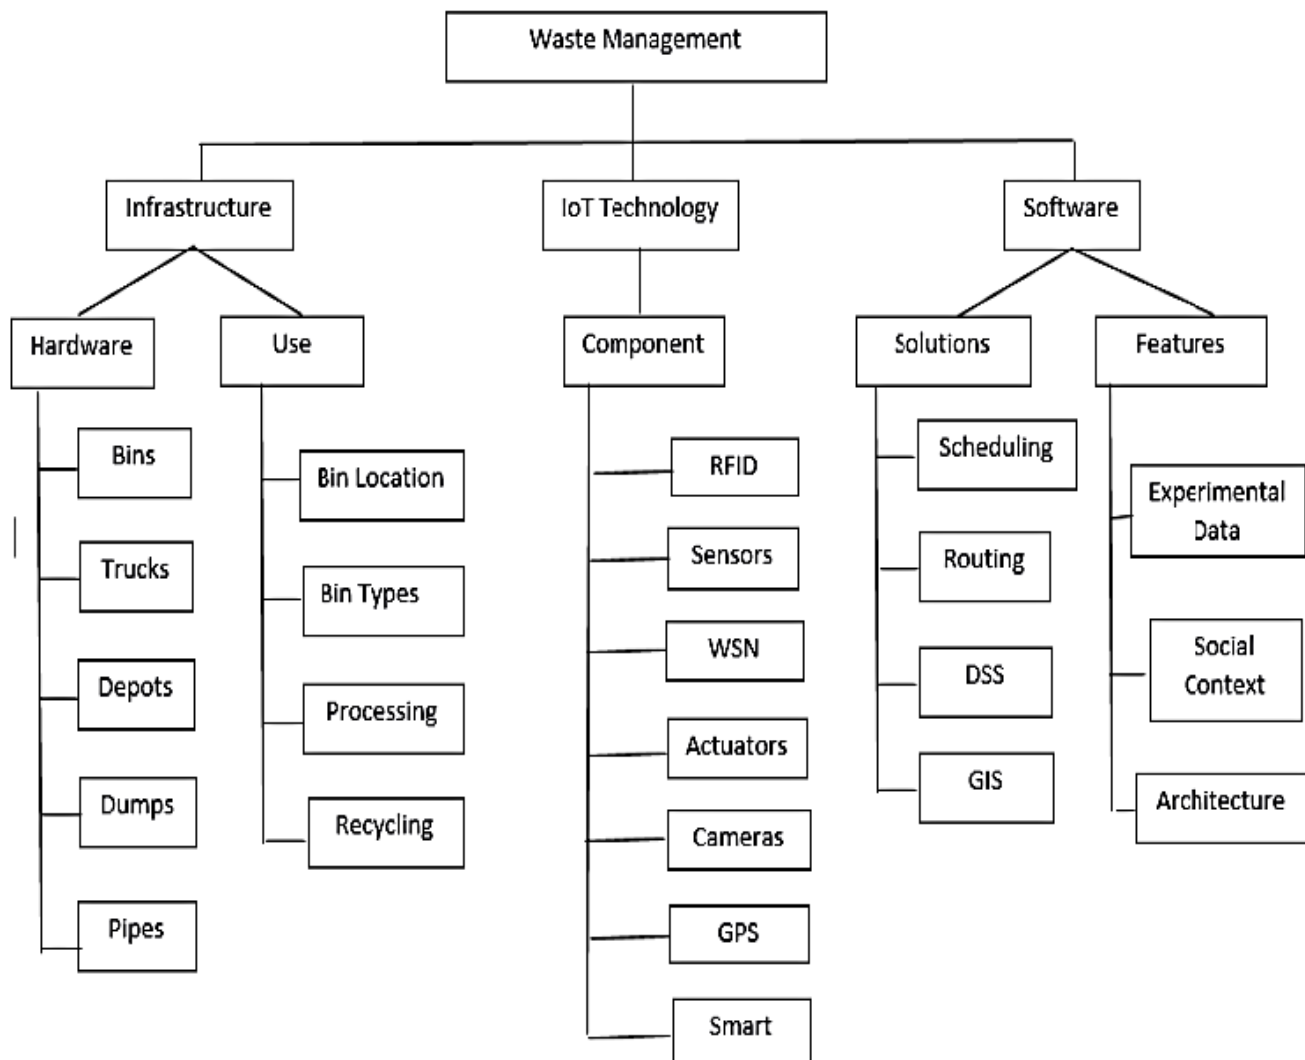 Waste Management
Infrastructure
IoT Technology
Software
Hardware
Use
Component
Solutions
Features
Bins
Trucks
Depots
Dumps
Pipes
Bin Location
Bin Types
Processing
Recycling
RFID
Sensors
WSN
Actuators
Cameras
GPS
Smart
Scheduling
Routing
DSS
GIS
Experimental
Data
Social
Context
Architecture